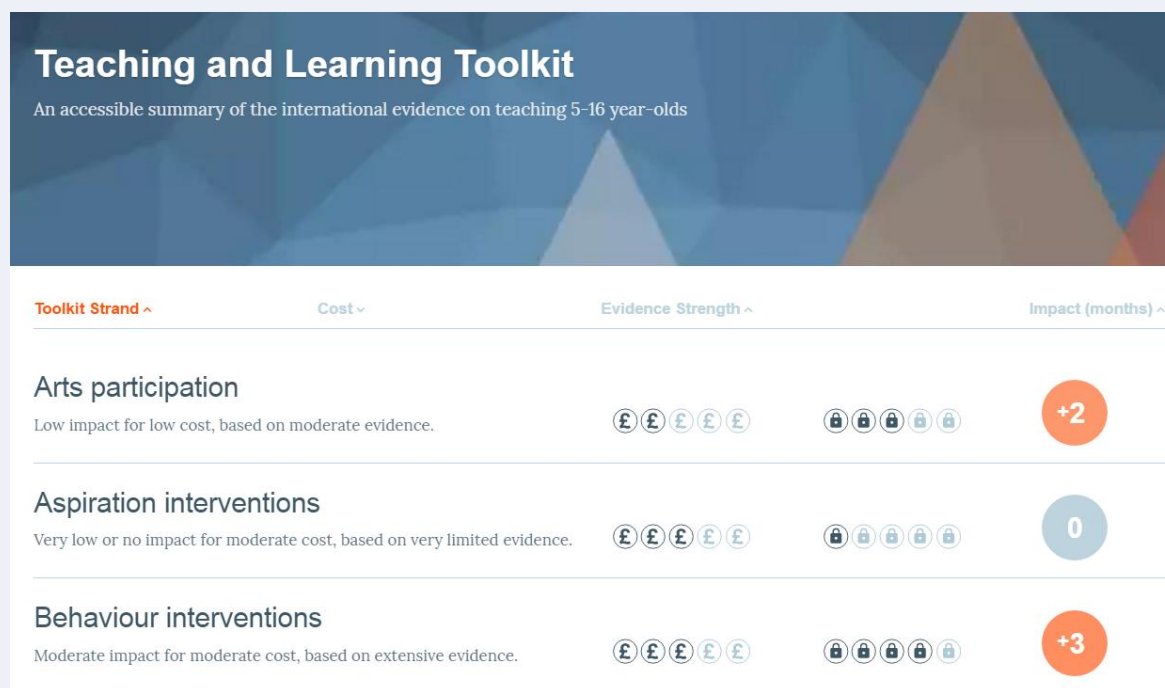 Teaching and Learning Toolkit
An accessible summary of the international evidence on teaching 5-16 year-olds
Toolkit Strand Cost Evidence Strength Impact (months)
Arts participation
Low impact for low cost, based on moderate evidence.
£ £ £ £ £
+2
Aspiration interventions
Very low or no impact for moderate cost, based on very limited evidence.
£ £ £ £ £
0
Behaviour interventions
Moderate impact for moderate cost, based on extensive evidence.
£ £ £ £ £
+3